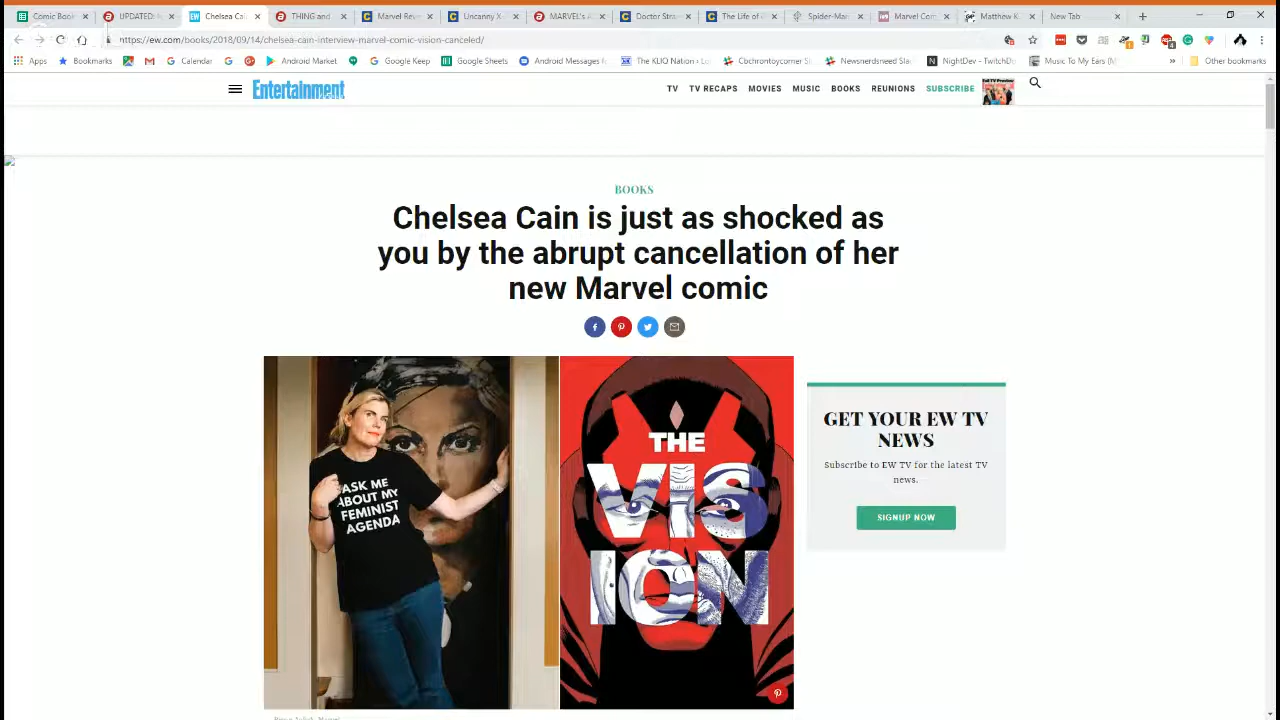 Comic Book
UPDATED!
Chelsea Cai
THING and
Marvel Rev
Uncanny X-
MARVEL's A
Doctor Stra
The Life of
Spider-Man
Marvel Com
Matthew K
New Tab
https://ew.com/books/2018/09/14/chelsea-cain-interview-marvel-comic-vision-canceled/
Apps
Bookmarks
Calendar
Android Market
Google Keep
Google Sheets
Android Messages
The KLIQ Nation
Cbchrontoycorner
Newsnerdsneed
NightDev - TwitchDe
Music To My Ears (M
Other bookmarks
Entertainment
TV TV RECAPS MOVIES MUSIC BOOKS REUNIONS SUBSCRIBE
BOOKS
Chelsea Cain is just as shocked as
you by the abrupt cancellation of her
new Marvel comic
ASK ME
ABOUT MY
FEMINIST
AGENDA
THE
VIS
ION
GET YOUR EW TV
NEWS
Subscribe to EW TV for the latest TV
news.
SIGNUP NOW